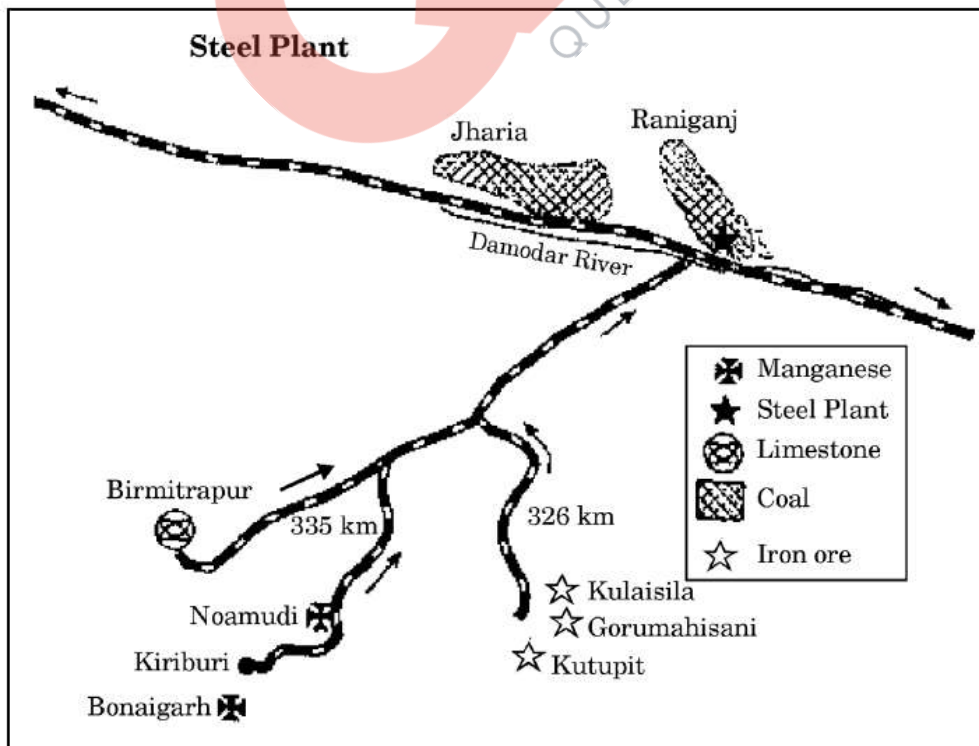 QUE
Steel Plant
Raniganj
Jharia
Damodar River
Manganese
Steel Plant
Limestone
Coal
Iron ore
Birmitrapur
335 km
326 km
Kulaisila
Noamudi
Gorumahisani
Kiriburi
Kutupit
Bonaigarh